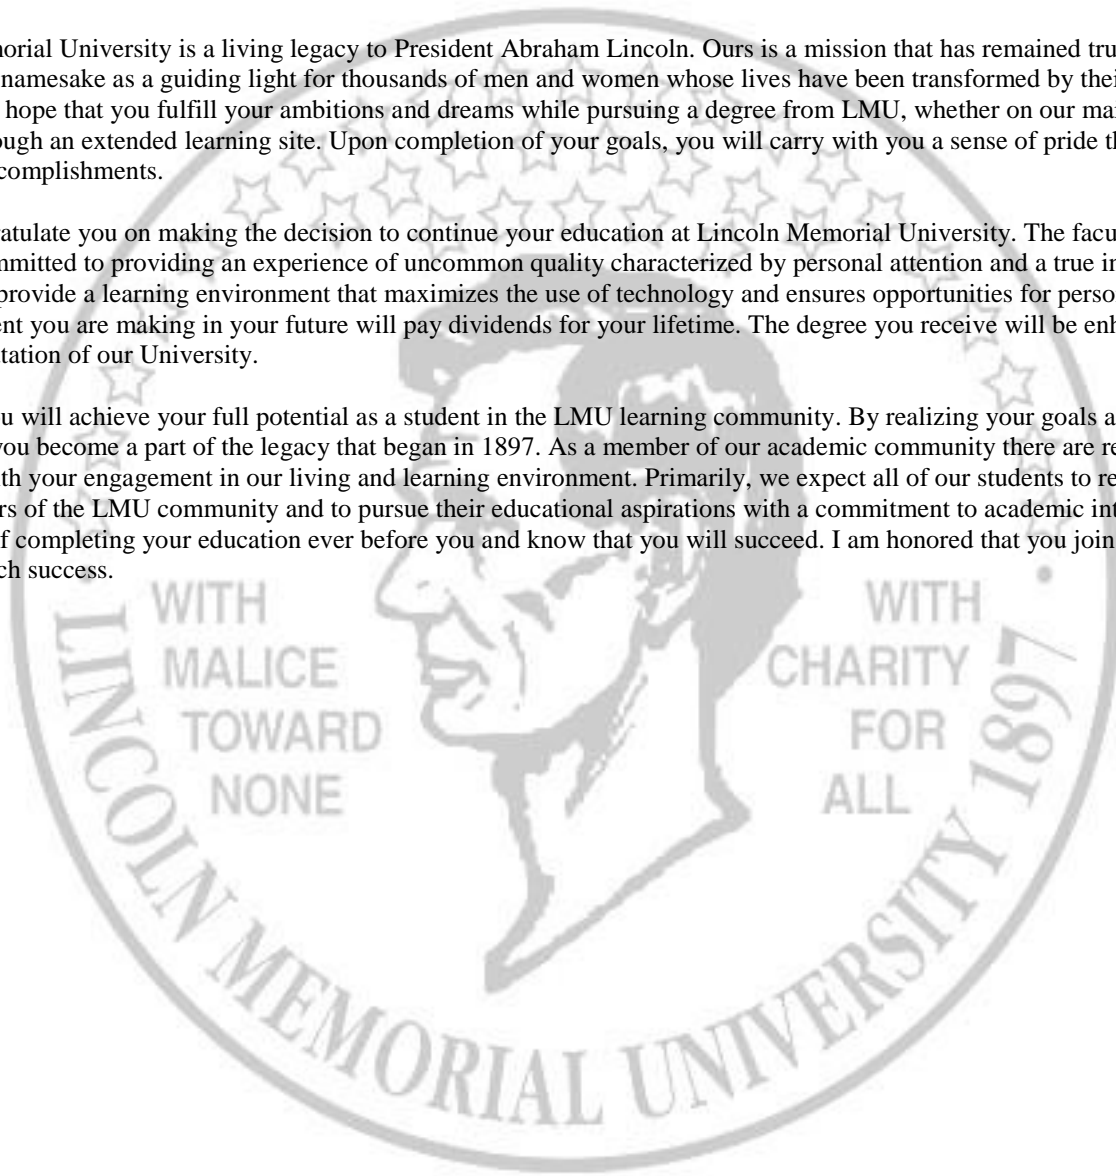 orial University is a living legacy to President Abraham Lincoln. Ours is a mission that has remained tru
namesake as a guiding light for thousands of men and women whose lives have been transformed by their
hope that you fulfill your ambitions and dreams while pursuing a degree from LMU, whether on our mai
ough an extended learning site. Upon completion of your goals, you will carry with you a sense of pride th
complishments.
ratulate you on making the decision to continue your education at Lincoln Memorial University. The facu
mmitted to providing an experience of uncommon quality characterized by personal attention and a true in
provide a learning environment that maximizes the use of technology and ensures opportunities for perso
ent you are making in your future will pay dividends for your lifetime. The degree you receive will be enh
tation of our University.
u will achieve your full potential as a student in the LMU learning community. By realizing your goals a
you become a part of the legacy that began in 1897. As a member of our academic community there are re
th your engagement in our living and learning environment. Primarily, we expect all of our students to re
rs of the LMU community and to pursue their educational aspirations with a commitment to academic int
f completing your education ever before you and know that you will succeed. I am honored that you join
ch success.
WITH
MALICE
TOWARD
NONE
WITH
CHARITY
FOR
ALL
LINCOLN MEMORIAL UNIVERSITY 1897